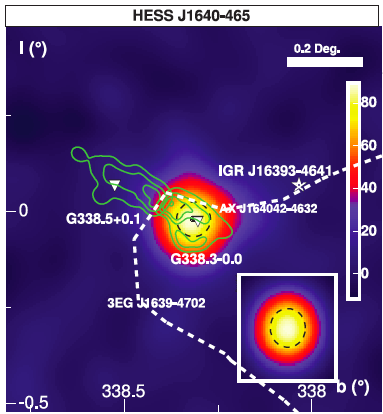 HESS J1640-465
l (°)
0.2 Deg.
80
60
IGR J16393-4641
40
0
AX J164042-4632
G338.5+0.1
20
G338.3-0.0
0
3EG J1639-4702
338.5
338
b (°)
-0.5